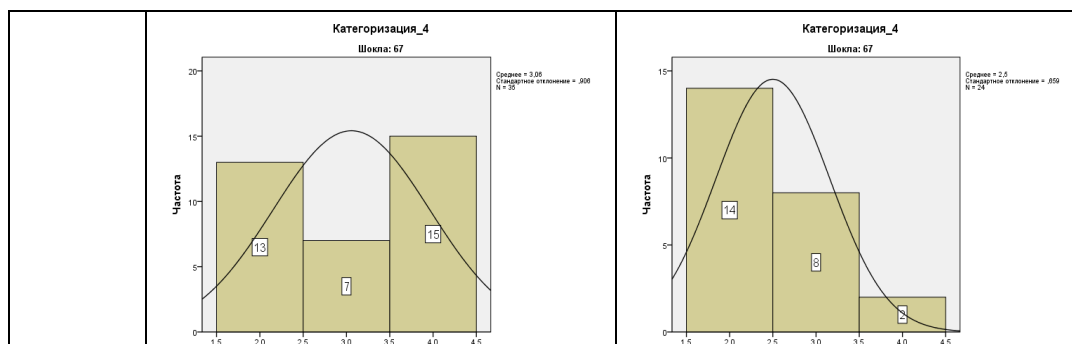 Категоризация_4
Шокла: 67
Среднее = 3,06
Стандартное отклонение = ,906
N = 35
Частота
20
15
10
5
0
13
7
15
1,5 2,0 2,5 3,0 3,5 4,0 4,5
Категоризация_4
Шокла: 67
Среднее = 2,5
Стандартное отклонение = ,659
N = 24
Частота
15
10
5
0
14
8
2
1,5 2,0 2,5 3,0 3,5 4,0 4,5